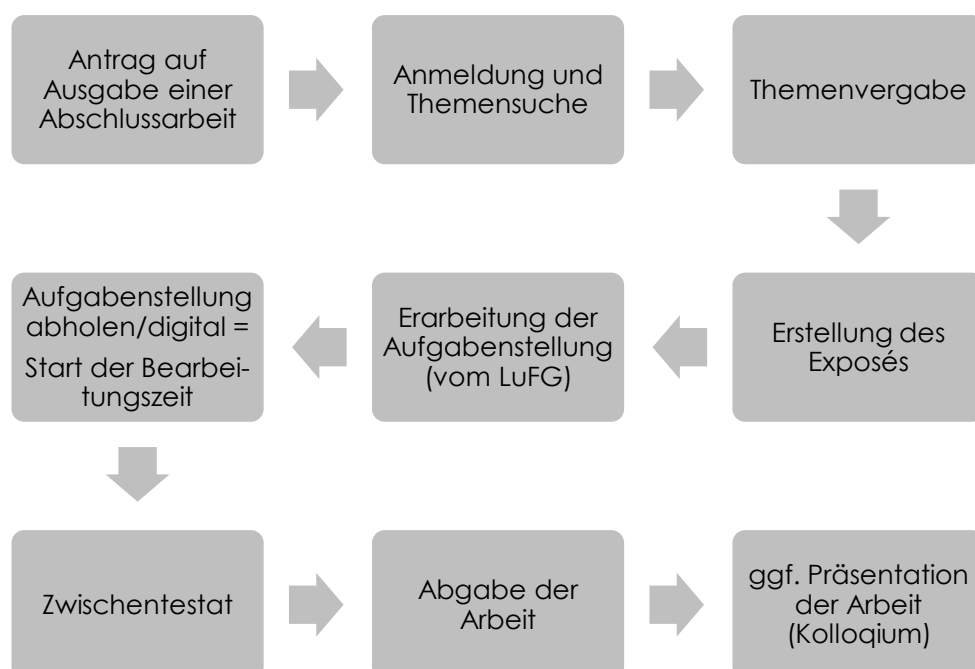 Antrag auf
Ausgabe einer
Abschlussarbeit
Anmeldung und
Themensuche
Themenvergabe
Erstellung des
Exposés
Erarbeitung der
Aufgabenstellung
(vom LuFG)
Aufgabenstellung
abholen/digital =
Start der Bearbei-
tungszeit
Zwischentestat
Abgabe der
Arbeit
ggf. Präsentation
der Arbeit
(Kolloqium)